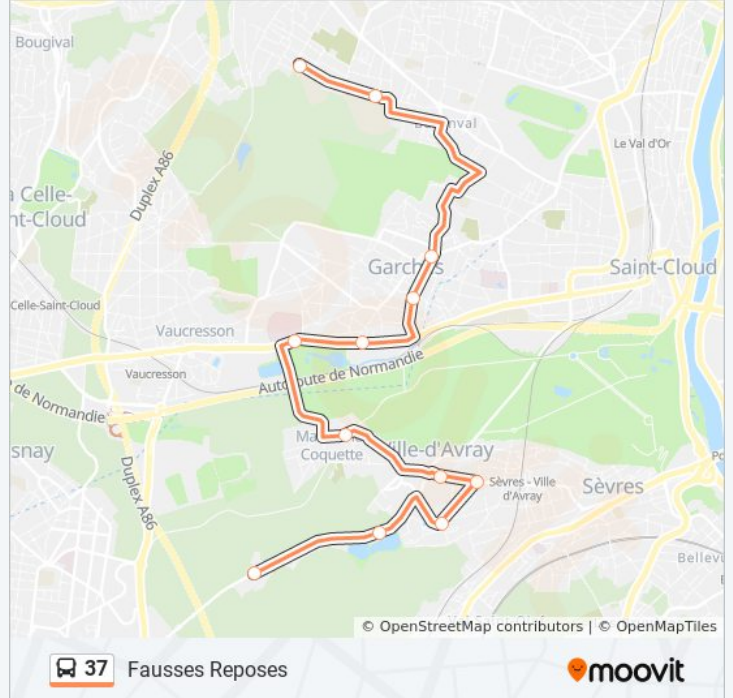 Bougival
Duplex A86
Le Val d'Or
Garches
Saint-Cloud
Celle-Saint-Cloud
Vaucresson
Vaucresson
Autoroute de Normandie
de Normandie
Coquette
Ville-d'Avray
Sèvres - Ville
d'Avray
Sèvres
Duplex A86
© OpenStreetMap contributors | © OpenMapTiles
37 Fausses Reposes
moovit